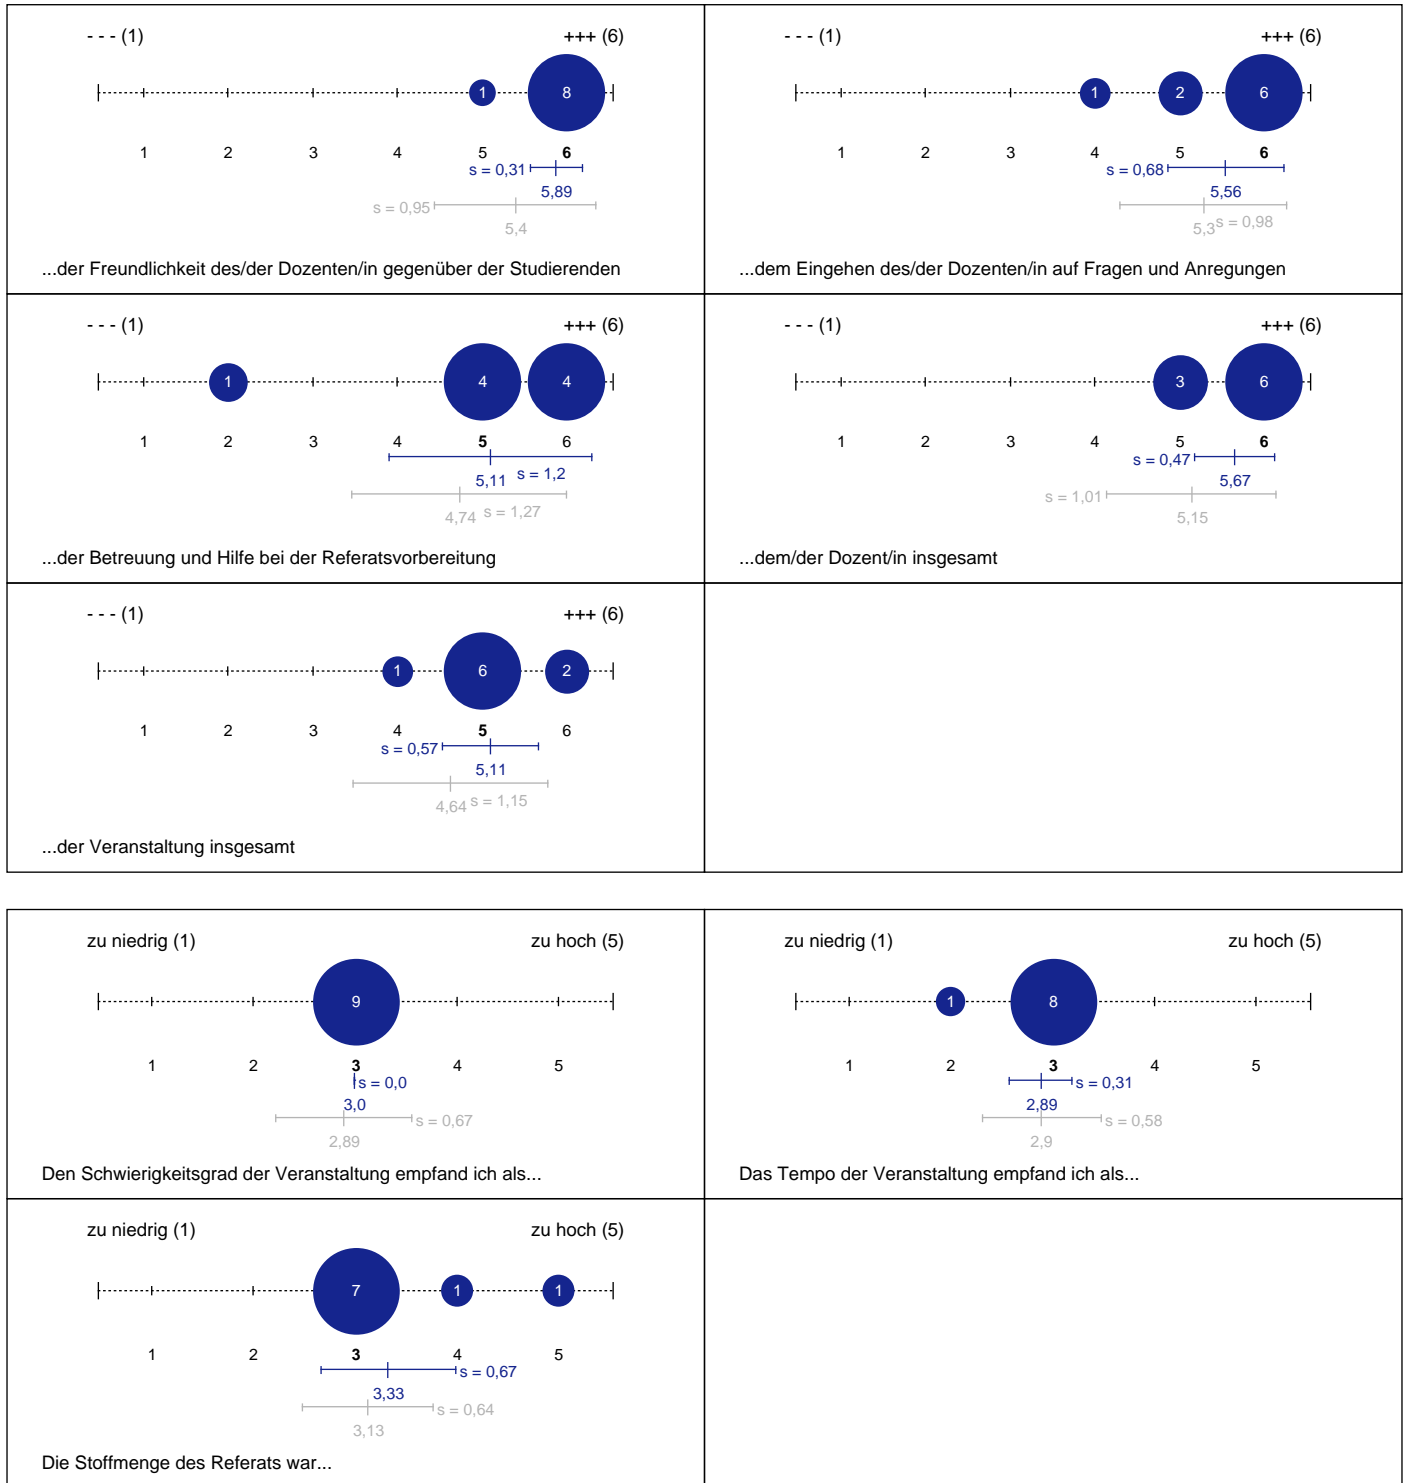 - - - (1) +++ (6)
1 8
1 2 3 4 5 6
s = 0,31
5,89
s = 0,95
5,4
...der Freundlichkeit des/der Dozenten/in gegenüber der Studierenden
- - - (1) +++ (6)
1 2 6
1 2 3 4 5 6
s = 0,68
5,56
5,3 s = 0,98
...dem Eingehen des/der Dozenten/in auf Fragen und Anregungen
- - - (1) +++ (6)
1 4 4
1 2 3 4 5 6
5,11 s = 1,2
4,74 s = 1,27
...der Betreuung und Hilfe bei der Referatsvorbereitung
- - - (1) +++ (6)
3 6
1 2 3 4 5 6
s = 0,47
5,67
s = 1,01
5,15
...dem/der Dozent/in insgesamt
- - - (1) +++ (6)
1 6 2
1 2 3 4 5 6
s = 0,57
5,11
4,64 s = 1,15
...der Veranstaltung insgesamt
zu niedrig (1) zu hoch (5)
9
1 2 3 4 5
s = 0,0
3,0
s = 0,67
2,89
Den Schwierigkeitsgrad der Veranstaltung empfand ich als...
zu niedrig (1) zu hoch (5)
1 8
1 2 3 4 5
s = 0,31
2,89
s = 0,58
2,9
Das Tempo der Veranstaltung empfand ich als...
zu niedrig (1) zu hoch (5)
7 1 1
1 2 3 4 5
s = 0,67
3,33
s = 0,64
3,13
Die Stoffmenge des Referats war...